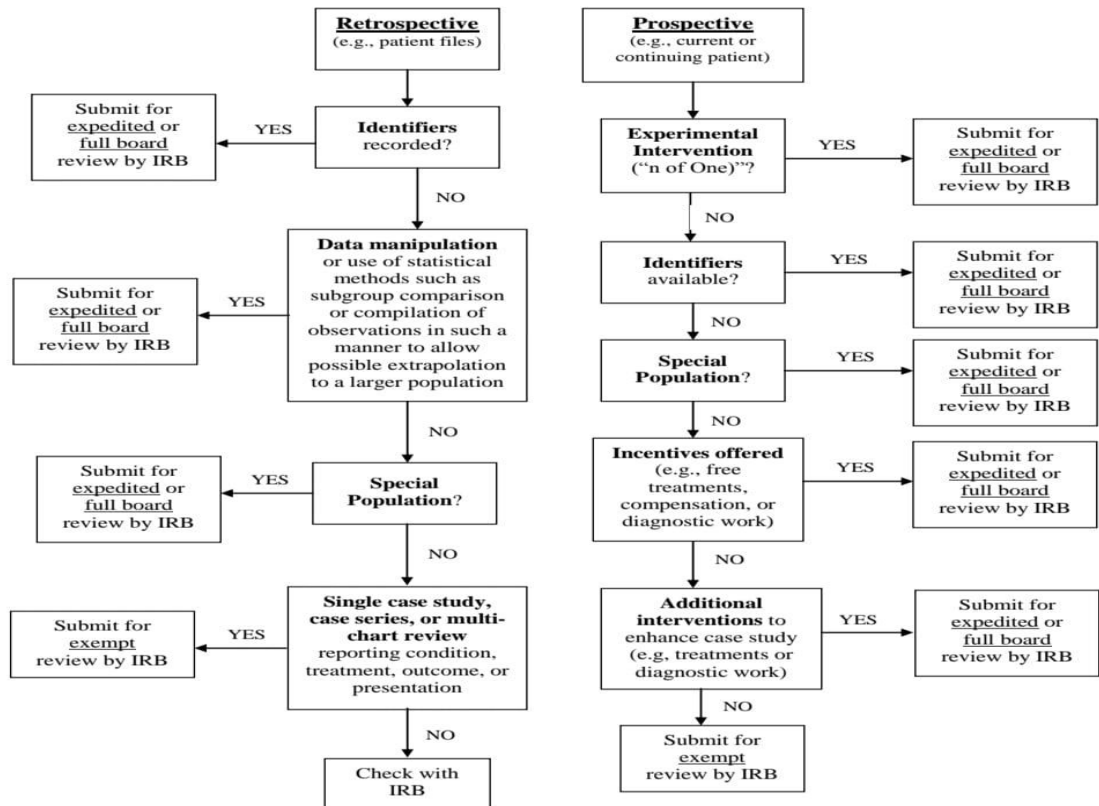 Retrospective
(e.g., patient files)
Identifiers
recorded?
YES
Submit for
expedited or
full board
review by IRB
NO
Data manipulation
or use of statistical
methods such as
subgroup comparison
or compilation of
observations in such a
manner to allow
possible extrapolation
to a larger population
YES
Submit for
expedited or
full board
review by IRB
NO
Special
Population?
YES
Submit for
expedited or
full board
review by IRB
NO
Single case study,
case series, or multi-
chart review
reporting condition,
treatment, outcome, or
presentation
YES
Submit for
exempt
review by IRB
NO
Check with
IRB
Prospective
(e.g., current or
continuing patient)
Experimental
Intervention
(“n of One)”?
YES
Submit for
expedited or
full board
review by IRB
NO
Identifiers
available?
YES
Submit for
expedited or
full board
review by IRB
NO
Special
Population?
YES
Submit for
expedited or
full board
review by IRB
NO
Incentives offered
(e.g., free
treatments,
compensation, or
diagnostic work)
YES
Submit for
expedited or
full board
review by IRB
NO
Additional
interventions to
enhance case study
(e.g, treatments or
diagnostic work)
YES
Submit for
expedited or
full board
review by IRB
NO
Submit for
exempt
review by IRB